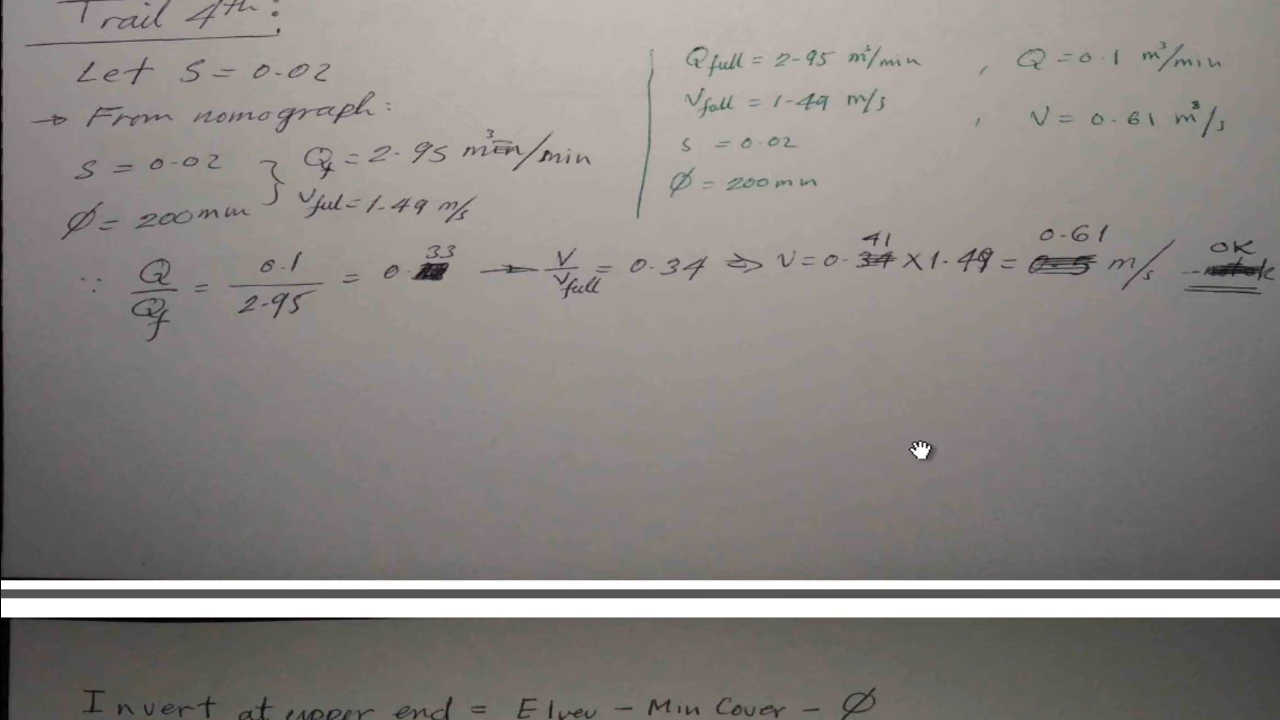 Trail 4th:
Let S = 0.02
→ From nomograph:
S = 0.02 } Qf = 2.95 m³/min
Ø = 200mm Vful = 1.49 m/s
∵ Q/Qf = 0.1/2.95 = 0.33 → V/Vfull = 0.34 ⇒ V = 0.41 × 1.49 = 0.61 m/s OK
Qfull = 2.95 m³/min , Q = 0.1 m³/min
Vfull = 1.49 m/s , V = 0.61 m³/s
S = 0.02
Ø = 200mm
Invert at upper end = Elvev - Min Cover - Ø